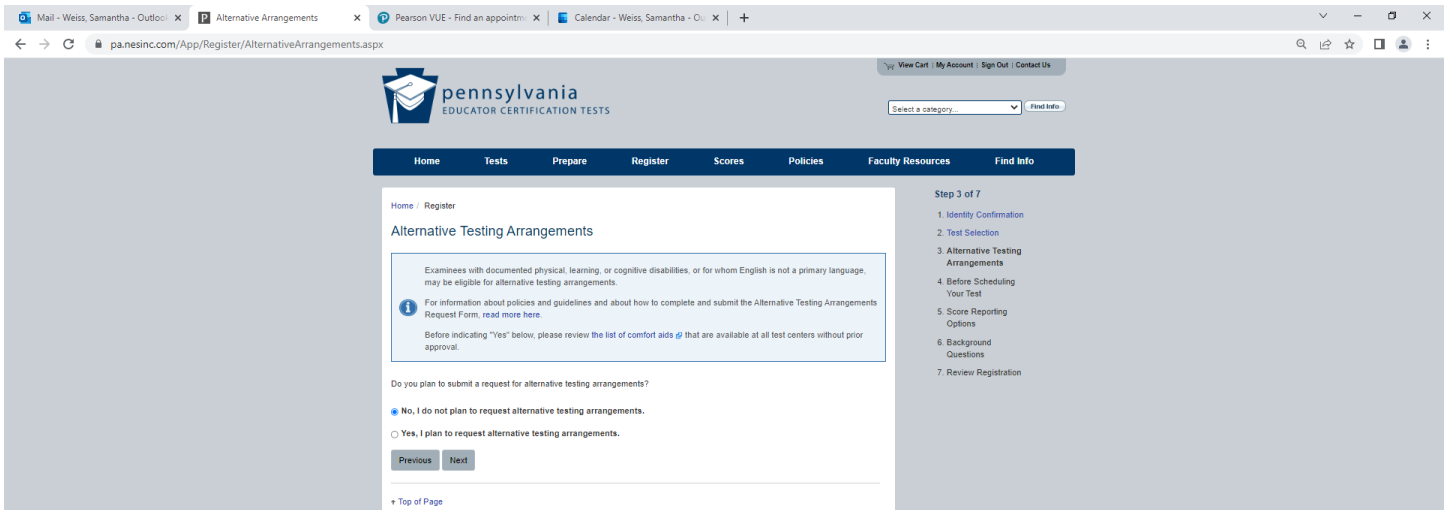 Mail - Weiss, Samantha - Outloo
Alternative Arrangements
Pearson VUE - Find an appointm
Calendar - Weiss, Samantha - Ou
pa.nesinc.com/App/Register/AlternativeArrangements.aspx
View Cart | My Account | Sign Out | Contact Us
pennsylvania
EDUCATOR CERTIFICATION TESTS
Select a category...
Find Info
Home Tests Prepare Register Scores Policies Faculty Resources Find Info
Home / Register
Alternative Testing Arrangements
Examinees with documented physical, learning, or cognitive disabilities, or for whom English is not a primary language,
may be eligible for alternative testing arrangements.
For information about policies and guidelines and about how to complete and submit the Alternative Testing Arrangements
Request Form, read more here.
Before indicating "Yes" below, please review the list of comfort aids that are available at all test centers without prior
approval.
Do you plan to submit a request for alternative testing arrangements?
No, I do not plan to request alternative testing arrangements.
Yes, I plan to request alternative testing arrangements.
Previous Next
Top of Page
Step 3 of 7
1. Identity Confirmation
2. Test Selection
3. Alternative Testing
Arrangements
4. Before Scheduling
Your Test
5. Score Reporting
Options
6. Background
Questions
7. Review Registration